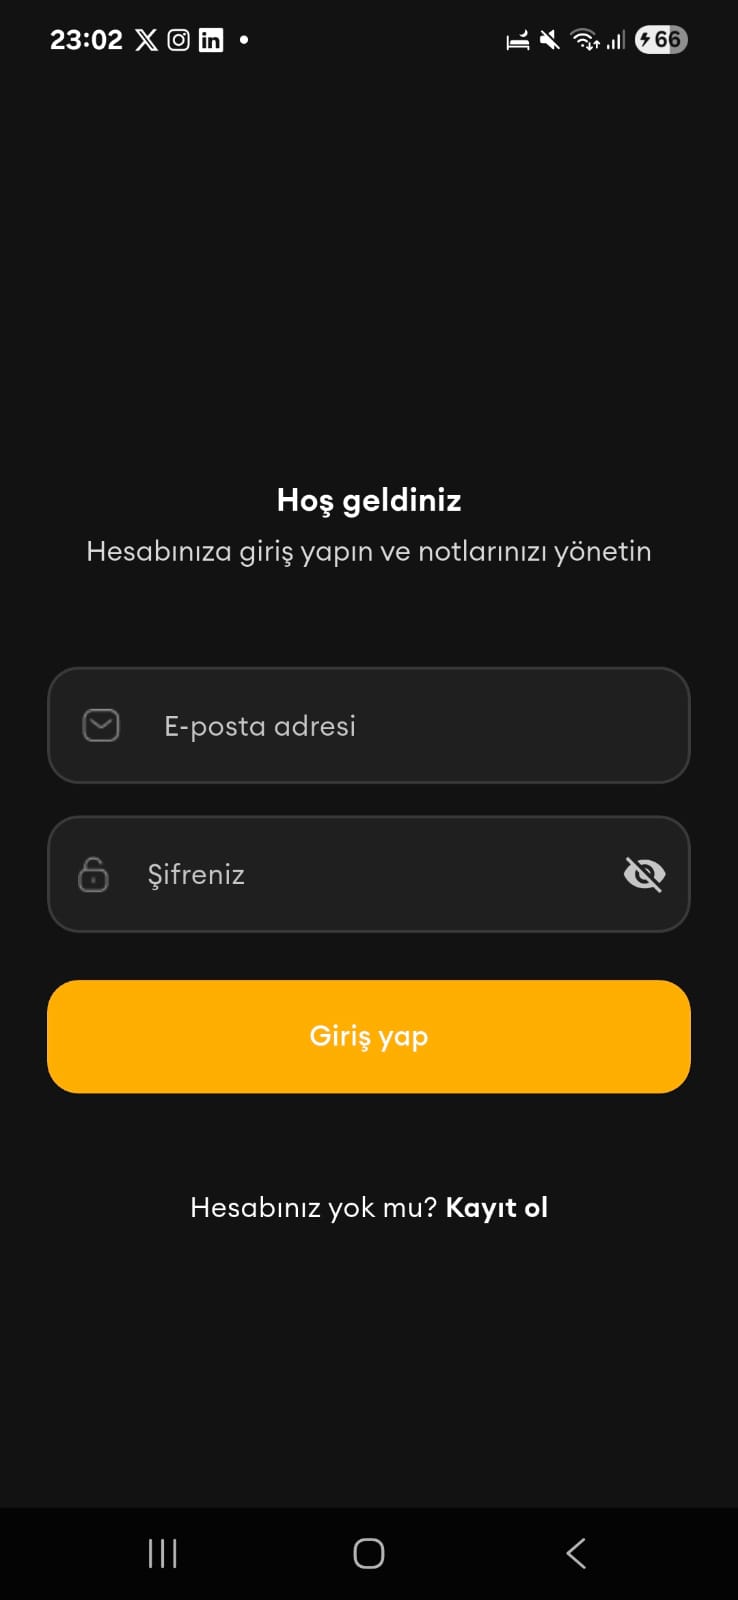 23:02
66
Hoş geldiniz
Hesabınıza giriş yapın ve notlarınızı yönetin
E-posta adresi
Şifreniz
Giriş yap
Hesabınız yok mu? Kayıt ol